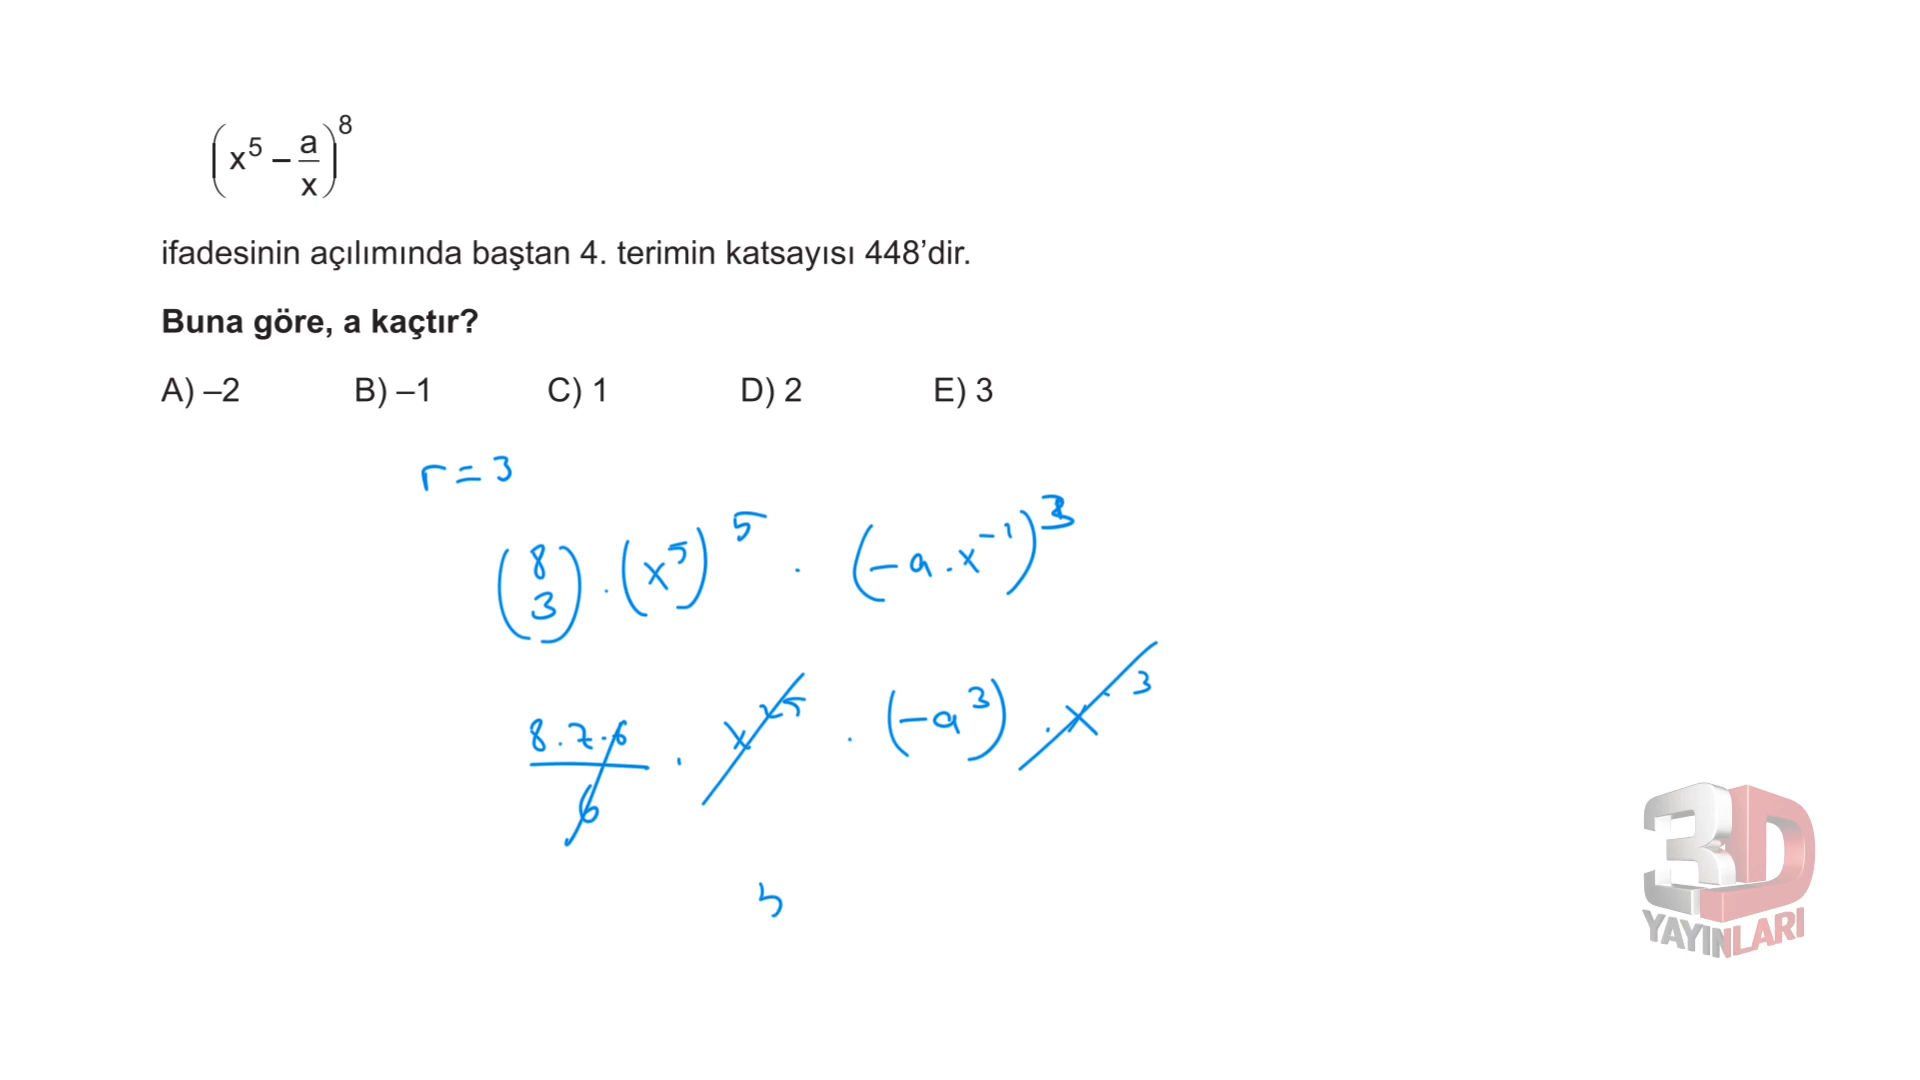 (x⁵ – a/x)⁸
ifadesinin açılımında baştan 4. terimin katsayısı 448’dir.
Buna göre, a kaçtır?
A) –2 B) –1 C) 1 D) 2 E) 3
r = 3
(8 3) . (x⁵)⁵ . (–a . x⁻¹)³
8.7.6/6 . x²⁵ . (–a³) . x⁻³
5
3D
YAYINLARI